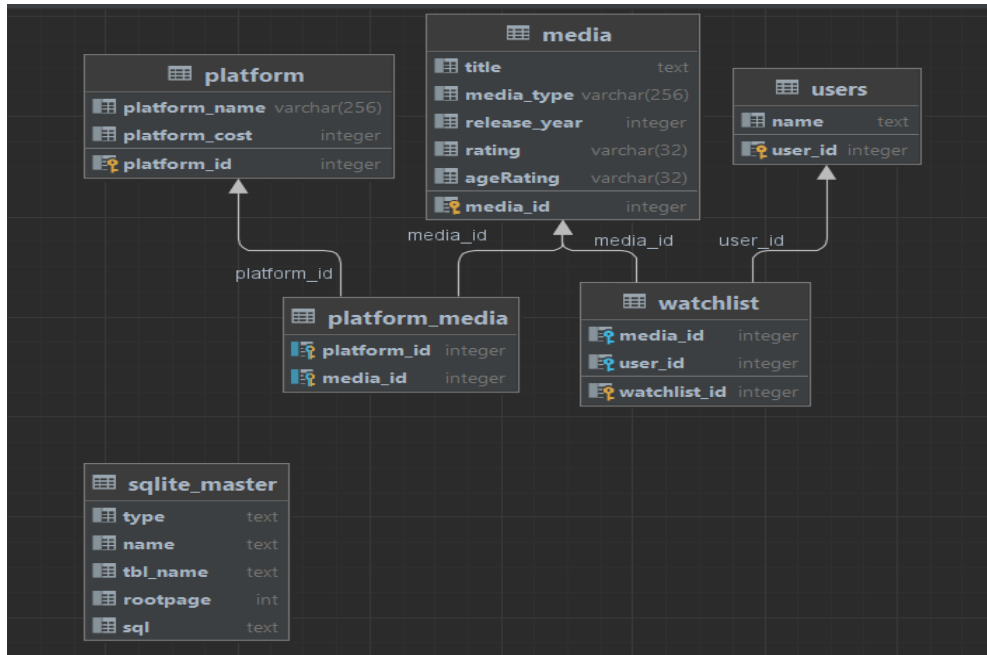 platform
platform_name varchar(256)
platform_cost integer
platform_id integer
media
title text
media_type varchar(256)
release_year integer
rating varchar(32)
ageRating varchar(32)
media_id integer
users
name text
user_id integer
platform_id
media_id
media_id
user_id
platform_media
platform_id integer
media_id integer
watchlist
media_id integer
user_id integer
watchlist_id integer
sqlite_master
type text
name text
tbl_name text
rootpage int
sql text